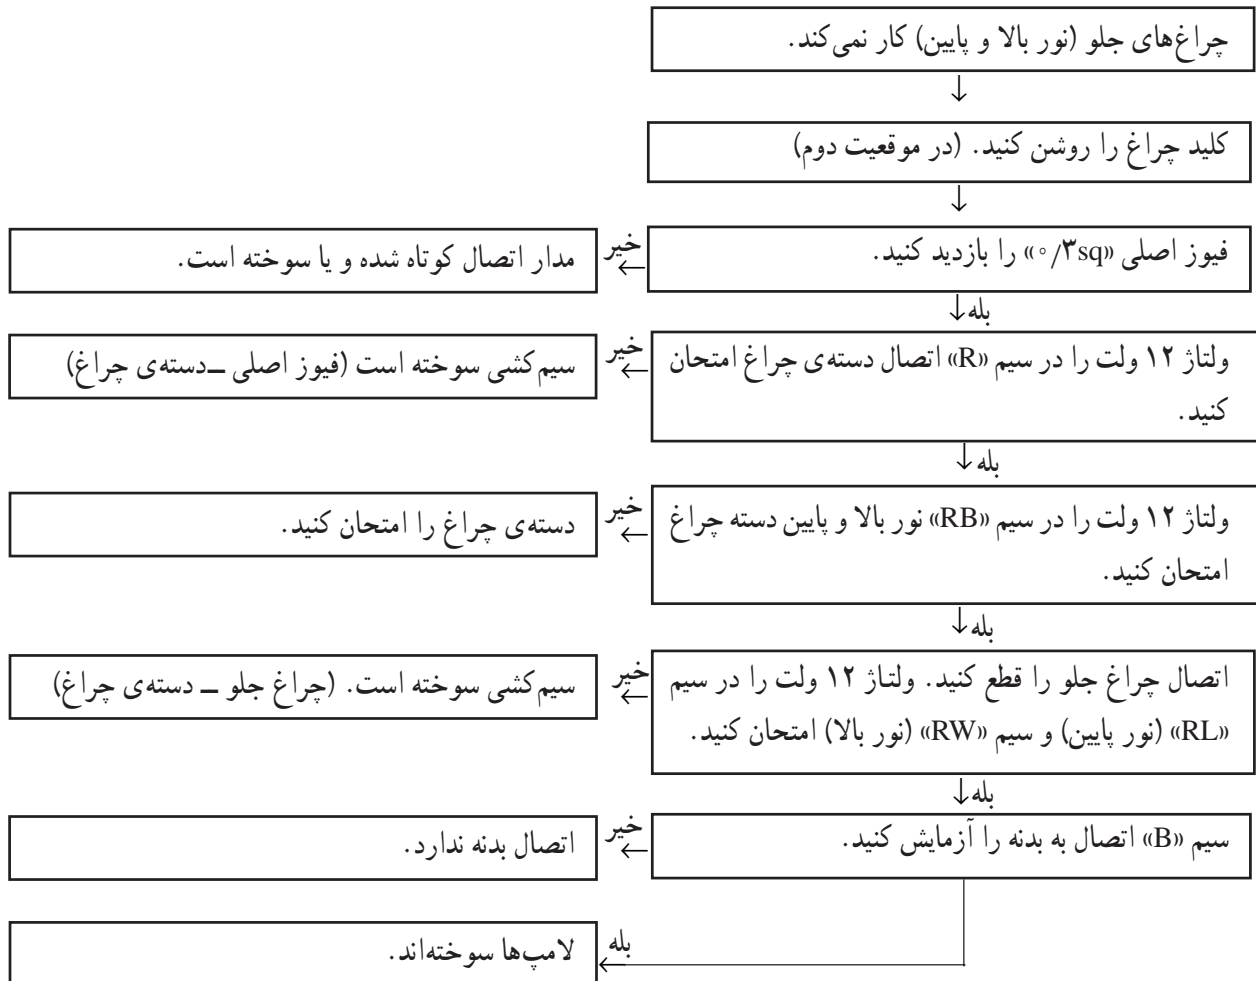 چراغ‌های جلو (نور بالا و پایین) کار نمی‌کند.
کلید چراغ را روشن کنید. (در موقعیت دوم)
فیوز اصلی «۰/۳sq» را بازدید کنید.
خیر
مدار اتصال کوتاه شده و یا سوخته است.
بله
ولتاژ ۱۲ ولت را در سیم «R» اتصال دسته‌ی چراغ امتحان
کنید.
خیر
سیم‌کشی سوخته است (فیوز اصلی ــ دسته‌ی چراغ)
بله
ولتاژ ۱۲ ولت را در سیم «RB» نور بالا و پایین دسته چراغ
امتحان کنید.
خیر
دسته‌ی چراغ را امتحان کنید.
بله
اتصال چراغ جلو را قطع کنید. ولتاژ ۱۲ ولت را در سیم
«RL» (نور پایین) و سیم «RW» (نور بالا) امتحان کنید.
خیر
سیم‌کشی سوخته است. (چراغ جلو ــ دسته‌ی چراغ)
بله
سیم «B» اتصال به بدنه را آزمایش کنید.
خیر
اتصال بدنه ندارد.
بله
لامپ‌ها سوخته‌اند.